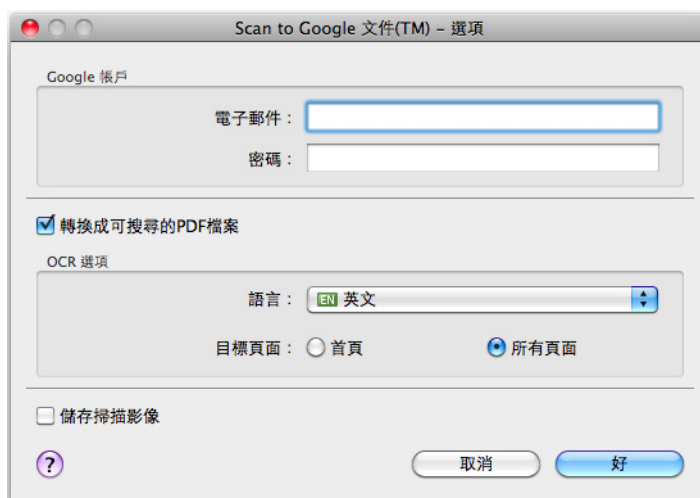 Scan to Google 文件(TM) – 選項
Google 帳戶
電子郵件：
密碼：
轉換成可搜尋的PDF檔案
OCR 選項
語言： EN 英文
目標頁面： 首頁 所有頁面
儲存掃描影像
? 取消 好